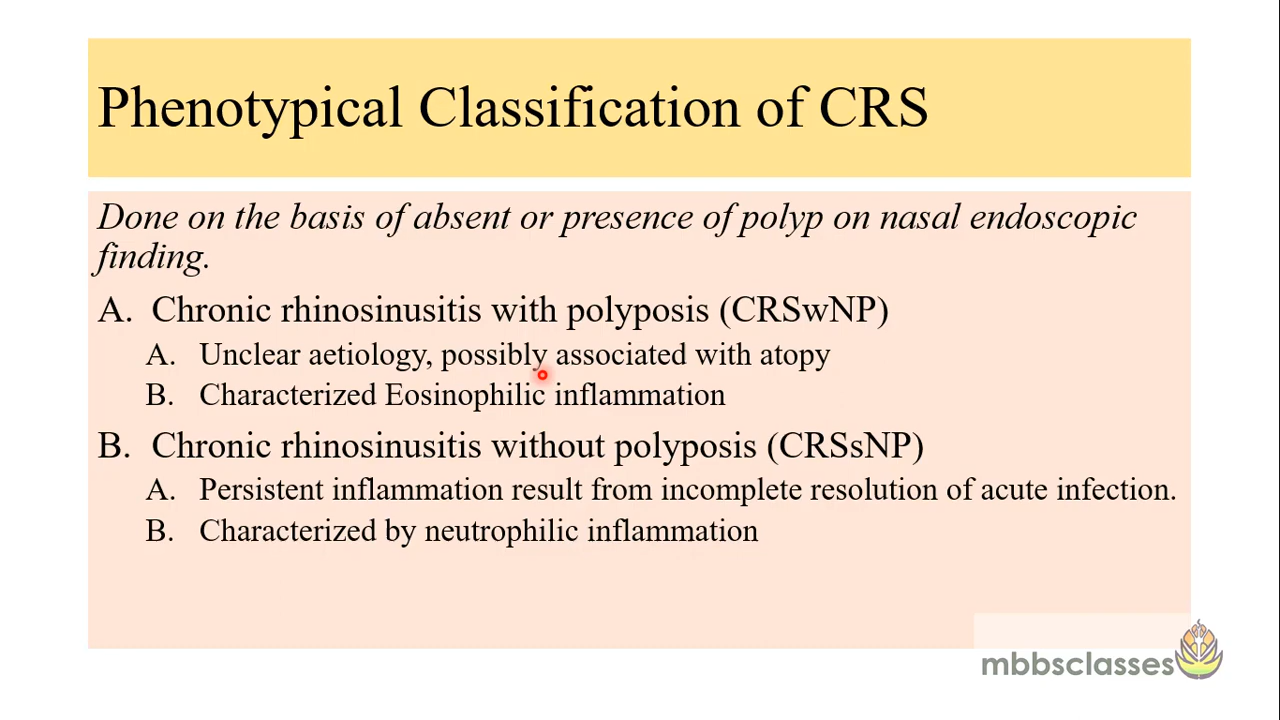 Phenotypical Classification of CRS
Done on the basis of absent or presence of polyp on nasal endoscopic
finding.
A. Chronic rhinosinusitis with polyposis (CRSwNP)
A. Unclear aetiology, possibly associated with atopy
B. Characterized Eosinophilic inflammation
B. Chronic rhinosinusitis without polyposis (CRSsNP)
A. Persistent inflammation result from incomplete resolution of acute infection.
B. Characterized by neutrophilic inflammation
mbbsclasses